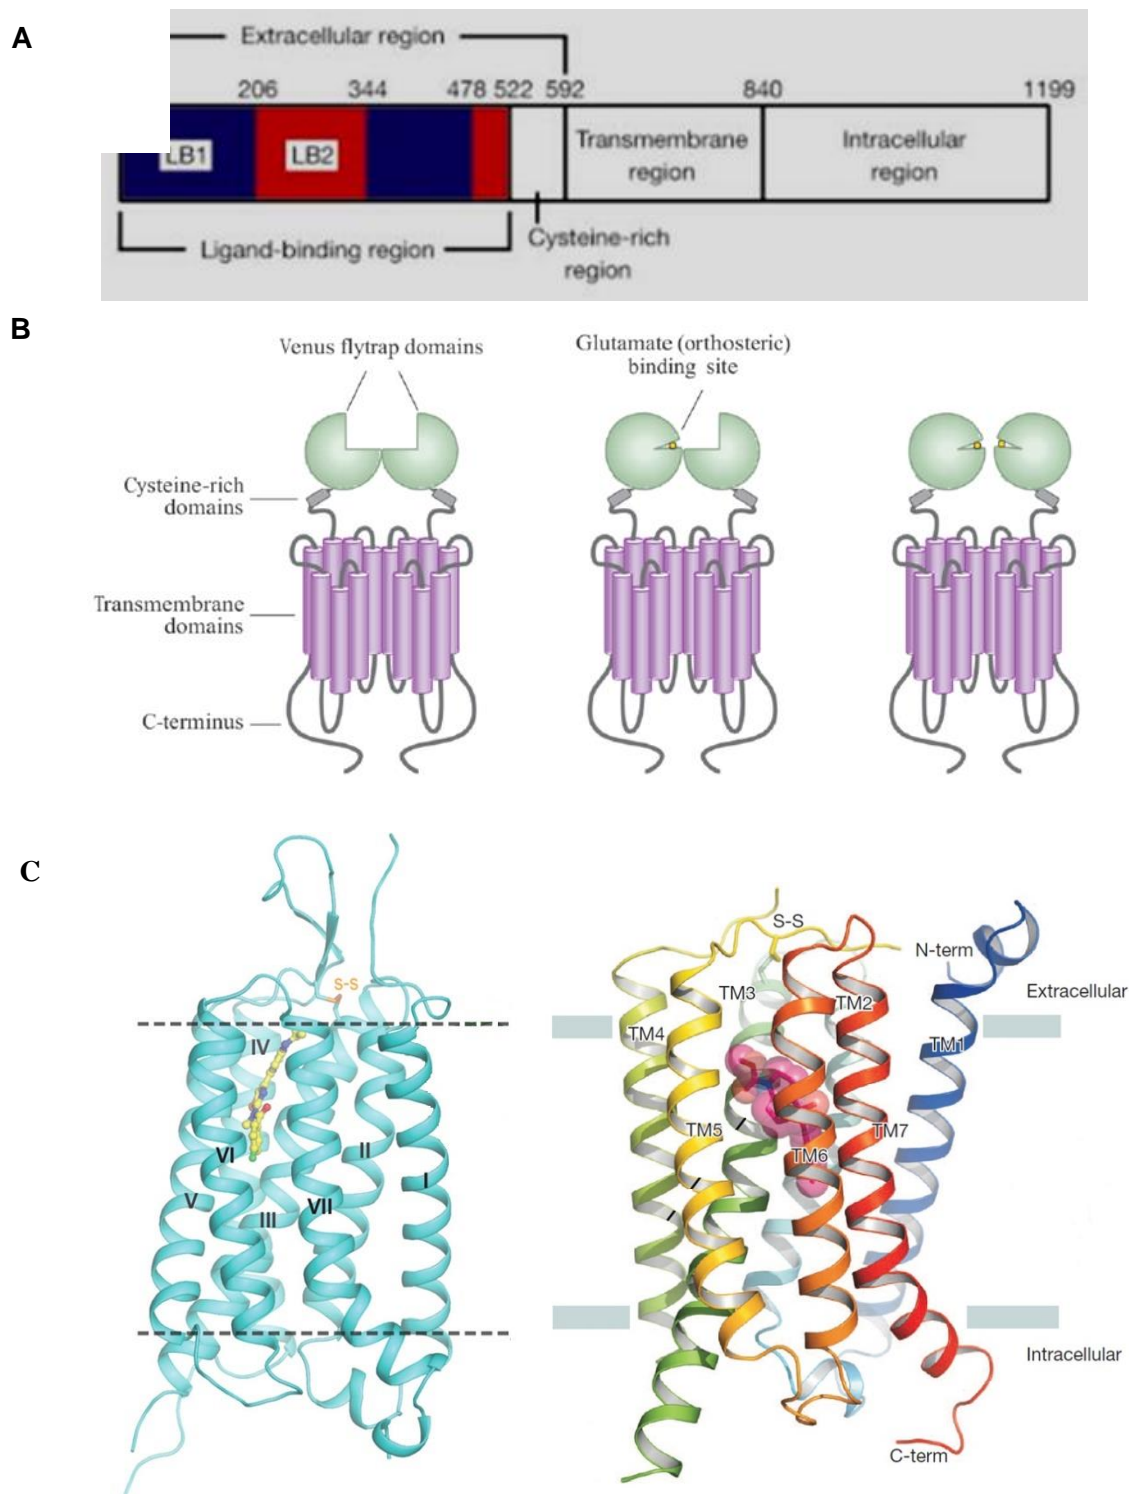 A
Extracellular region
206 344 478 522 592 840 1199
LB1 LB2
Transmembrane region
Intracellular region
Ligand-binding region
Cysteine-rich region
B
Venus flytrap domains
Glutamate (orthosteric)
binding site
Cysteine-rich
domains
Transmembrane
domains
C-terminus
C
S-S
IV
VI
II
I
V
III
VII
S-S
N-term
TM3
TM2
Extracellular
TM4
TM1
TM5
TM7
TM6
Intracellular
C-term